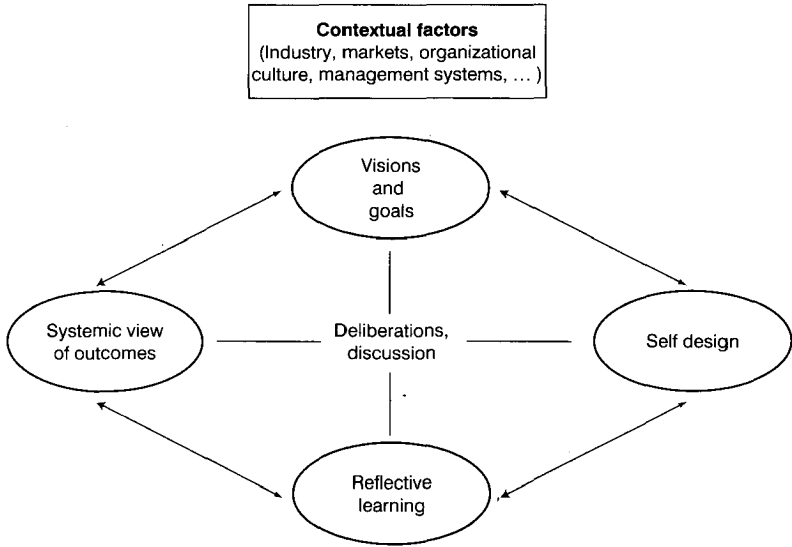 Contextual factors
(Industry, markets, organizational
culture, management systems, ... )
Visions
and
goals
Systemic view
of outcomes
Deliberations,
discussion
Self design
Reflective
learning